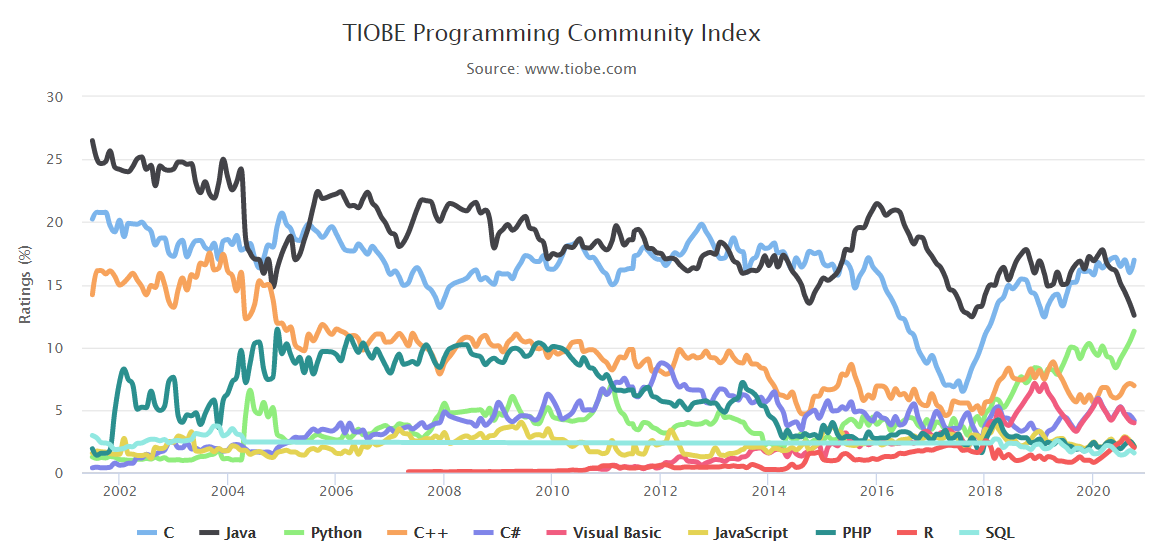 TIOBE Programming Community Index
Source: www.tiobe.com
Ratings (%)
30
25
20
15
10
5
0
2002 2004 2006 2008 2010 2012 2014 2016 2018 2020
C Java Python C++ C# Visual Basic JavaScript PHP R SQL